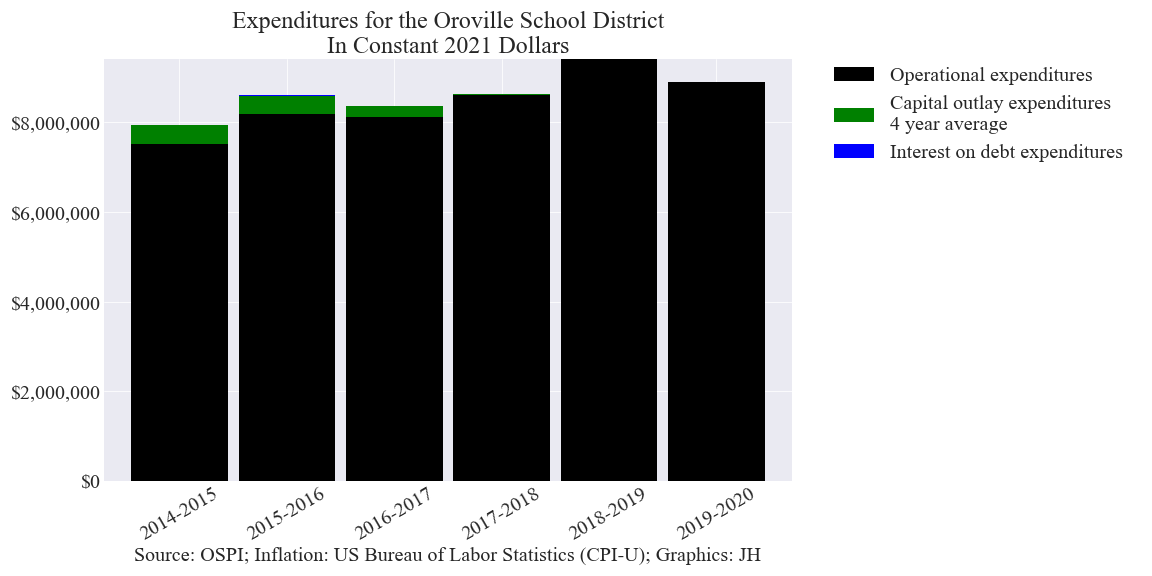 Expenditures for the Oroville School District
In Constant 2021 Dollars
Operational expenditures
Capital outlay expenditures
4 year average
Interest on debt expenditures
$8,000,000
$6,000,000
$4,000,000
$2,000,000
$0
2014-2015
2015-2016
2016-2017
2017-2018
2018-2019
2019-2020
Source: OSPI; Inflation: US Bureau of Labor Statistics (CPI-U); Graphics: JH